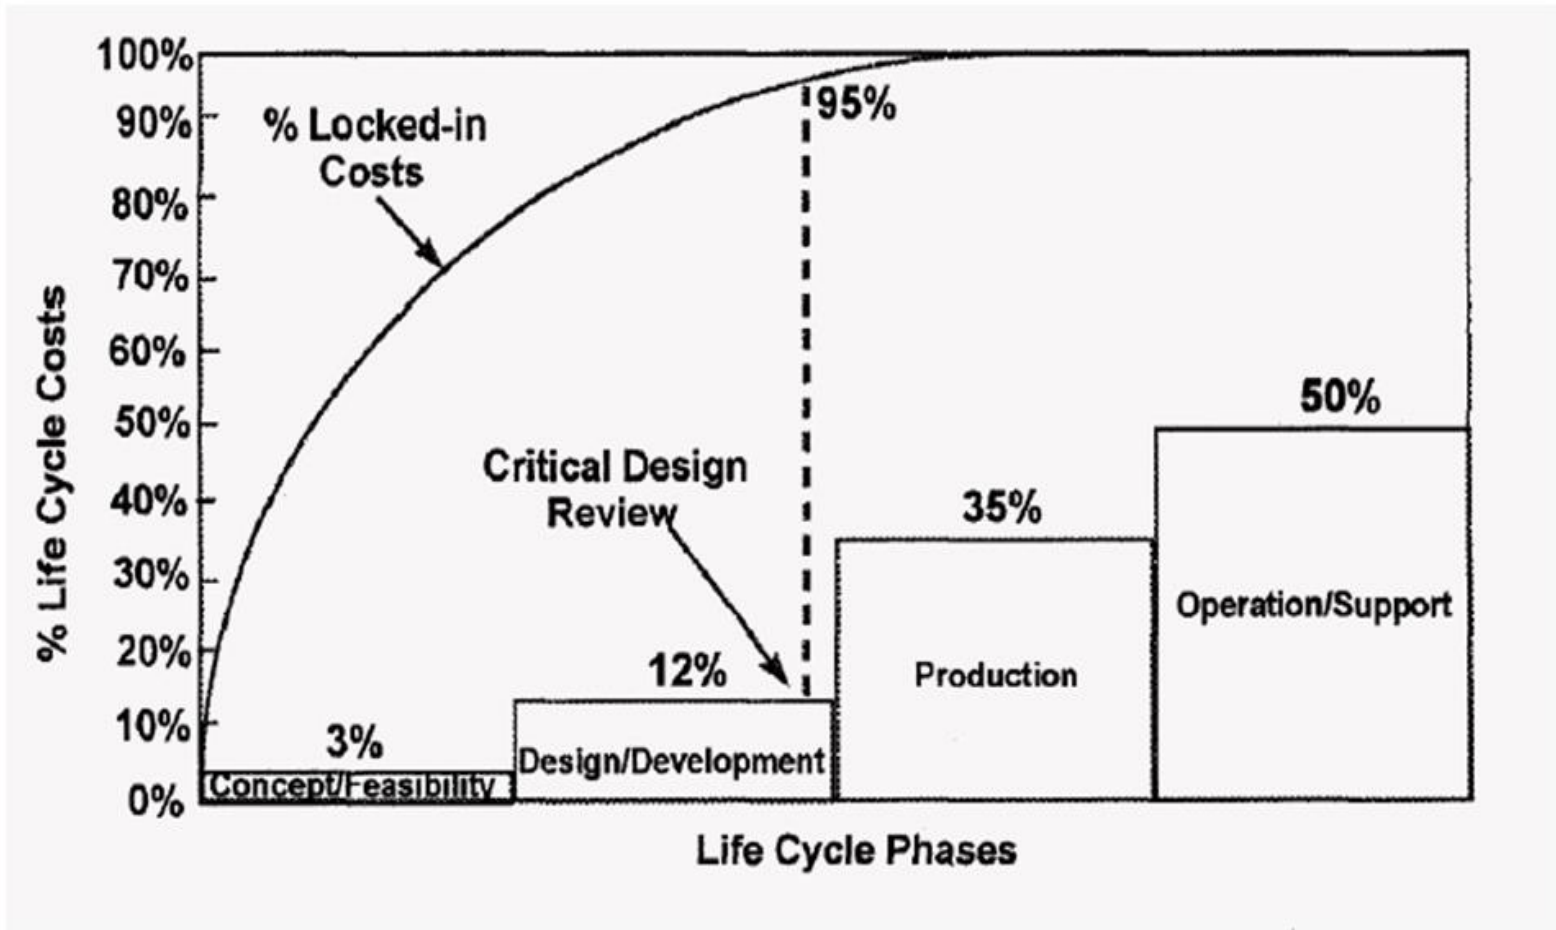 100%
90%
80%
70%
60%
50%
40%
30%
20%
10%
0%
% Life Cycle Costs
% Locked-in
Costs
95%
Critical Design
Review
3%
Concept/Feasibility
12%
Design/Development
35%
Production
50%
Operation/Support
Life Cycle Phases